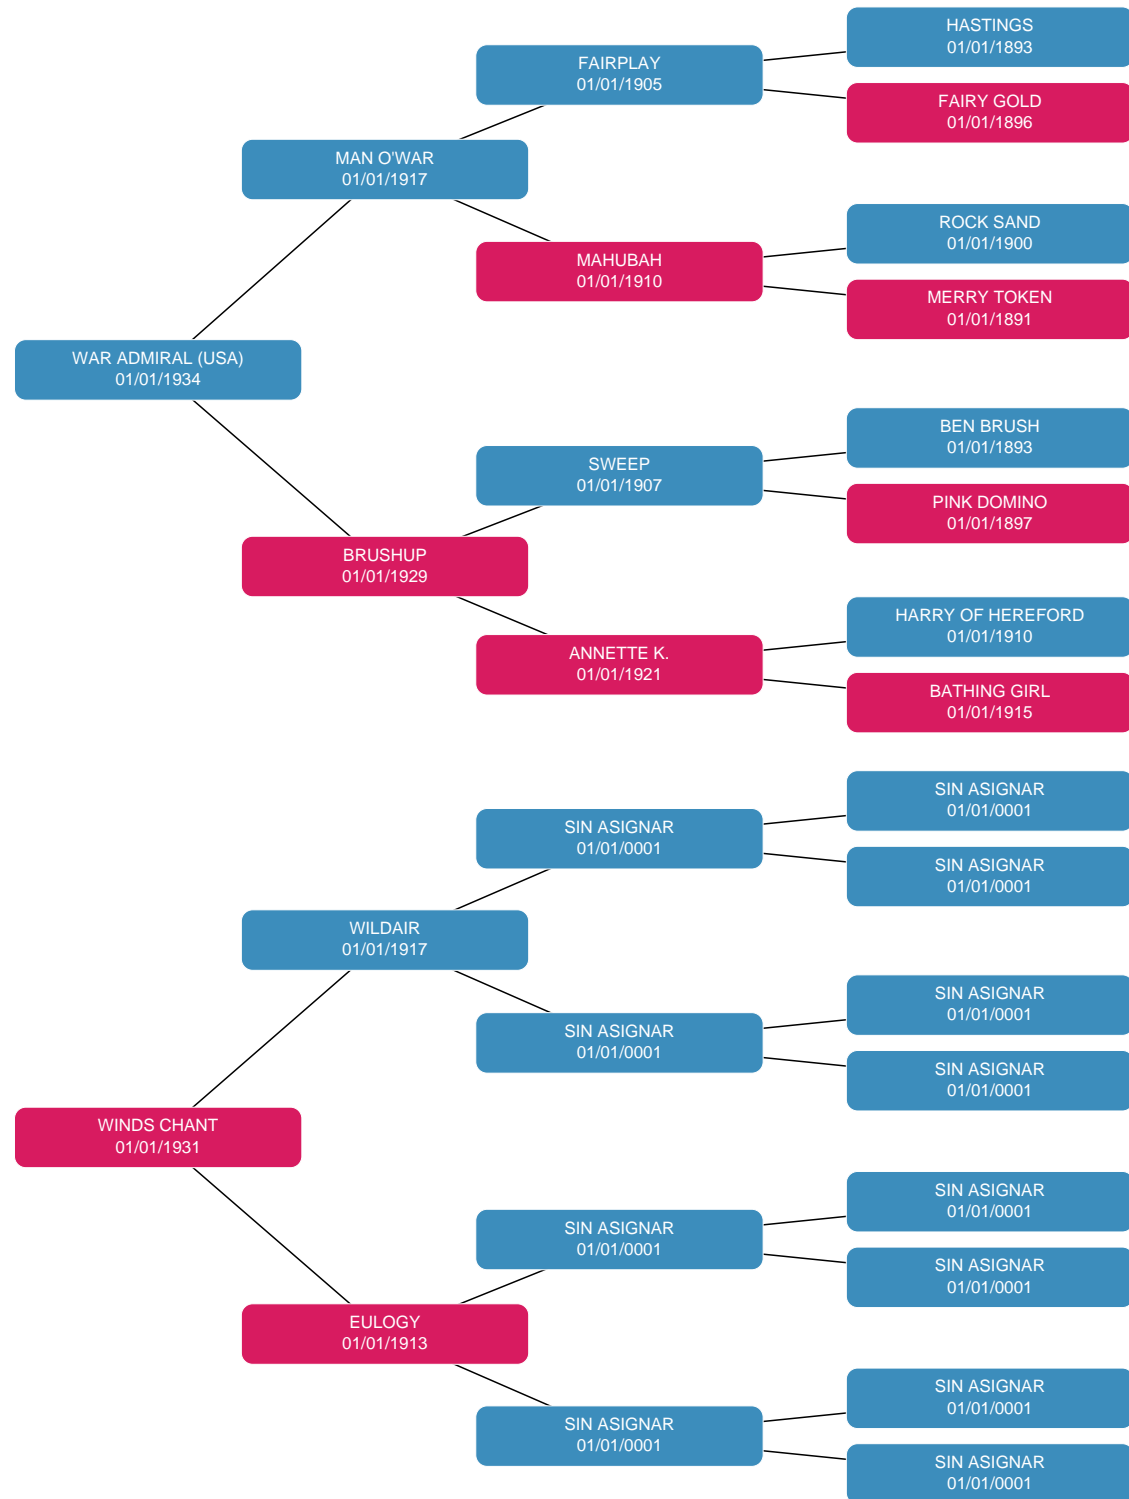 HASTINGS
01/01/1893
FAIRPLAY
01/01/1905
FAIRY GOLD
01/01/1896
MAN O'WAR
01/01/1917
ROCK SAND
01/01/1900
MAHUBAH
01/01/1910
MERRY TOKEN
01/01/1891
WAR ADMIRAL (USA)
01/01/1934
BEN BRUSH
01/01/1893
SWEEP
01/01/1907
PINK DOMINO
01/01/1897
BRUSHUP
01/01/1929
HARRY OF HEREFORD
01/01/1910
ANNETTE K.
01/01/1921
BATHING GIRL
01/01/1915
SIN ASIGNAR
01/01/0001
SIN ASIGNAR
01/01/0001
SIN ASIGNAR
01/01/0001
WILDAIR
01/01/1917
SIN ASIGNAR
01/01/0001
SIN ASIGNAR
01/01/0001
SIN ASIGNAR
01/01/0001
WINDS CHANT
01/01/1931
SIN ASIGNAR
01/01/0001
SIN ASIGNAR
01/01/0001
SIN ASIGNAR
01/01/0001
EULOGY
01/01/1913
SIN ASIGNAR
01/01/0001
SIN ASIGNAR
01/01/0001
SIN ASIGNAR
01/01/0001